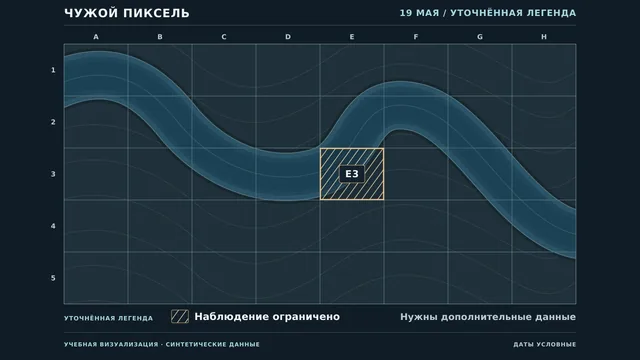 ЧУЖОЙ ПИКСЕЛЬ
19 МАЯ / УТОЧНЁННАЯ ЛЕГЕНДА
A B C D E F G H
1
2
3
E3
4
5
УТОЧНЁННАЯ ЛЕГЕНДА
Наблюдение ограничено
Нужны дополнительные данные
УЧЕБНАЯ ВИЗУАЛИЗАЦИЯ · СИНТЕТИЧЕСКИЕ ДАННЫЕ
ДАТЫ УСЛОВНЫЕ